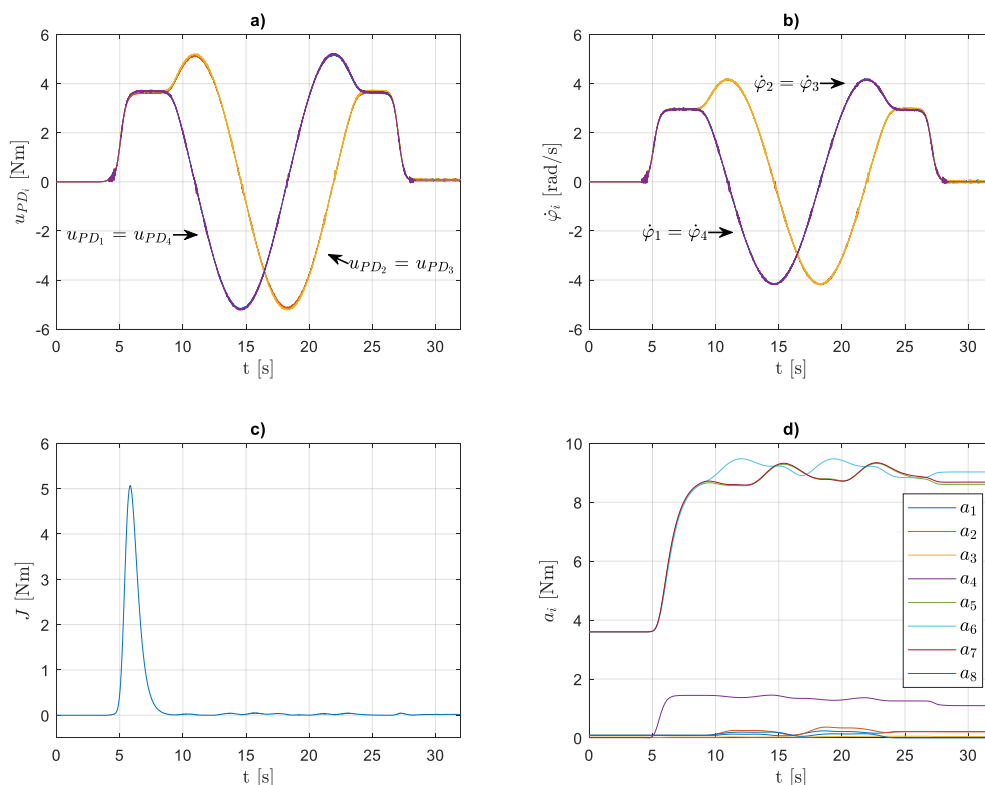 a)
6
4
2
0
-2
-4
-6
u_{PD_i} [Nm]
u_{PD_1} = u_{PD_4}
u_{PD_2} = u_{PD_3}
0 5 10 15 20 25 30
t [s]
b)
6
4
2
0
-2
-4
-6
φ̇_i [rad/s]
φ̇_2 = φ̇_3
φ̇_1 = φ̇_4
0 5 10 15 20 25 30
t [s]
c)
6
5
4
3
2
1
0
J [Nm]
0 5 10 15 20 25 30
t [s]
d)
10
8
6
4
2
0
a_i [Nm]
a_1
a_2
a_3
a_4
a_5
a_6
a_7
a_8
0 5 10 15 20 25 30
t [s]